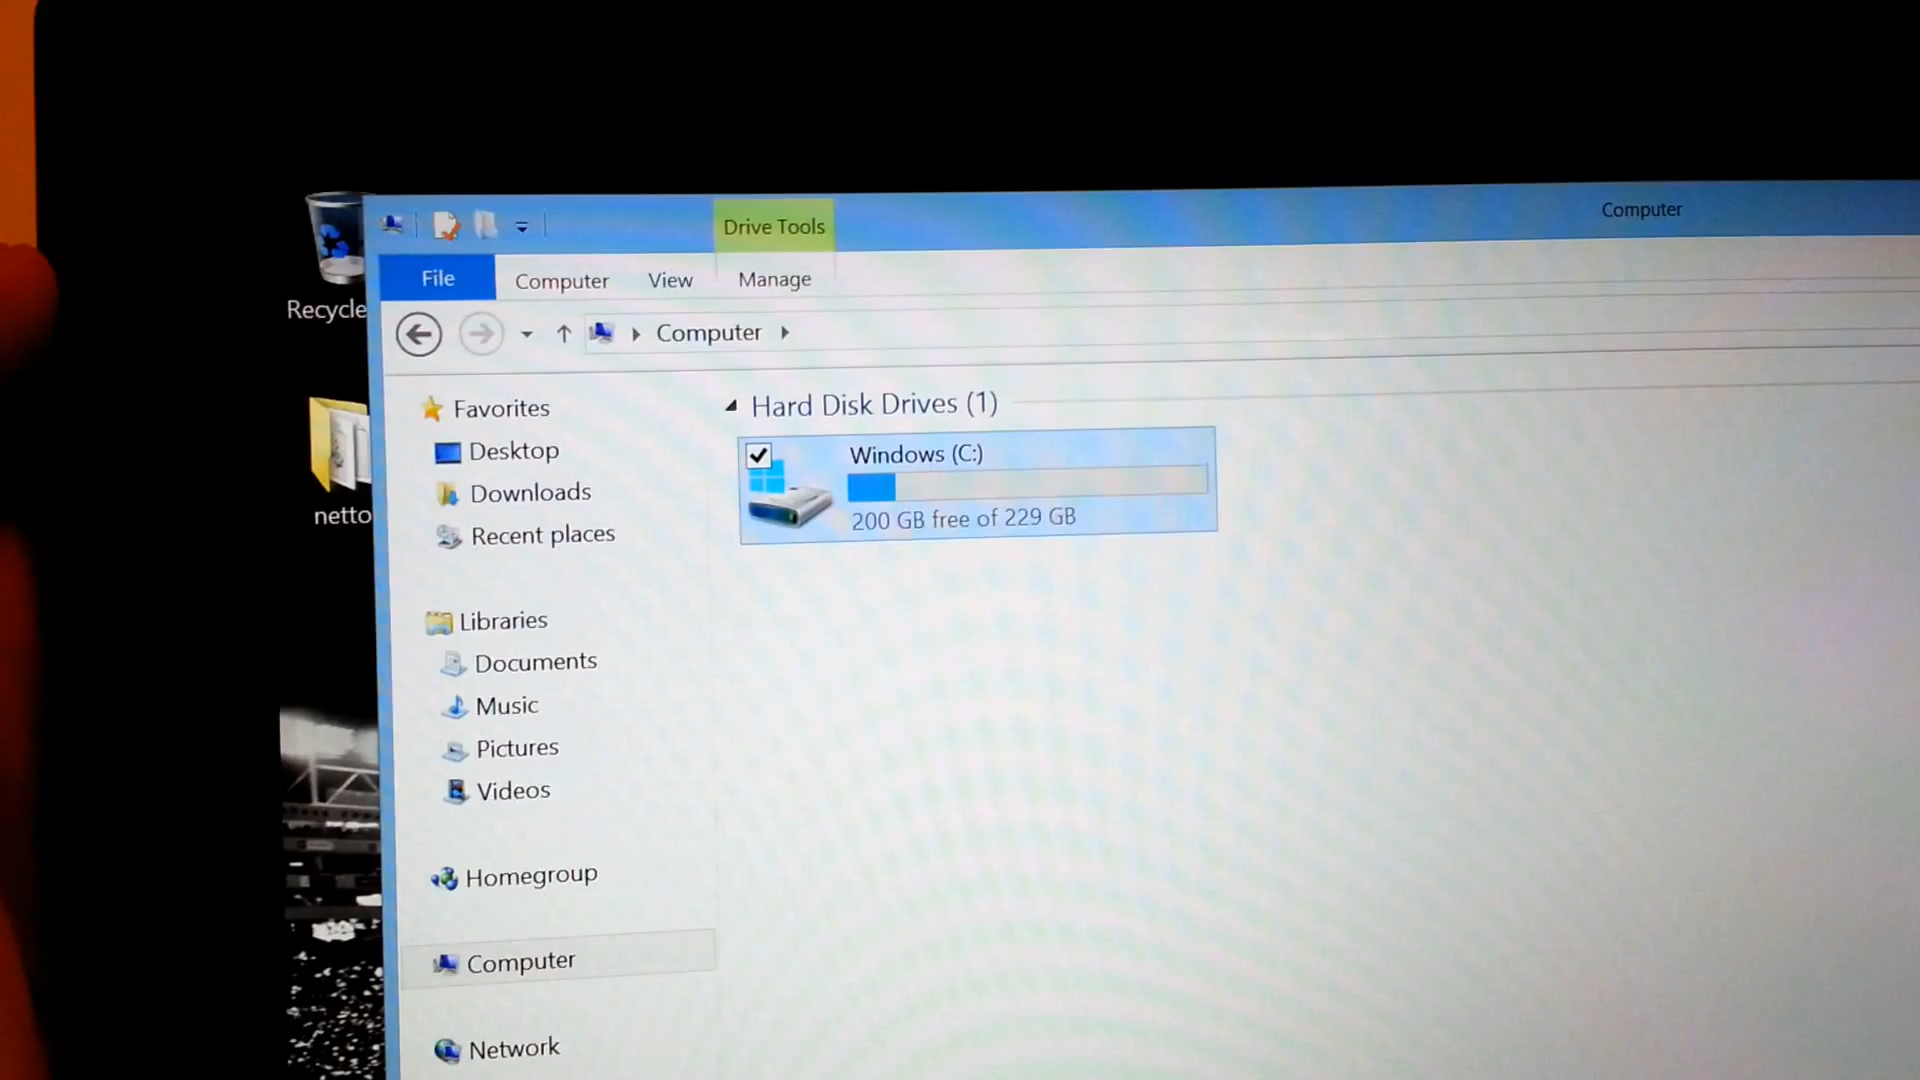 Recycle
netto
Drive Tools
Computer
File
Computer
View
Manage
Computer
Favorites
Desktop
Downloads
Recent places
Libraries
Documents
Music
Pictures
Videos
Homegroup
Computer
Network
Hard Disk Drives (1)
Windows (C:)
200 GB free of 229 GB